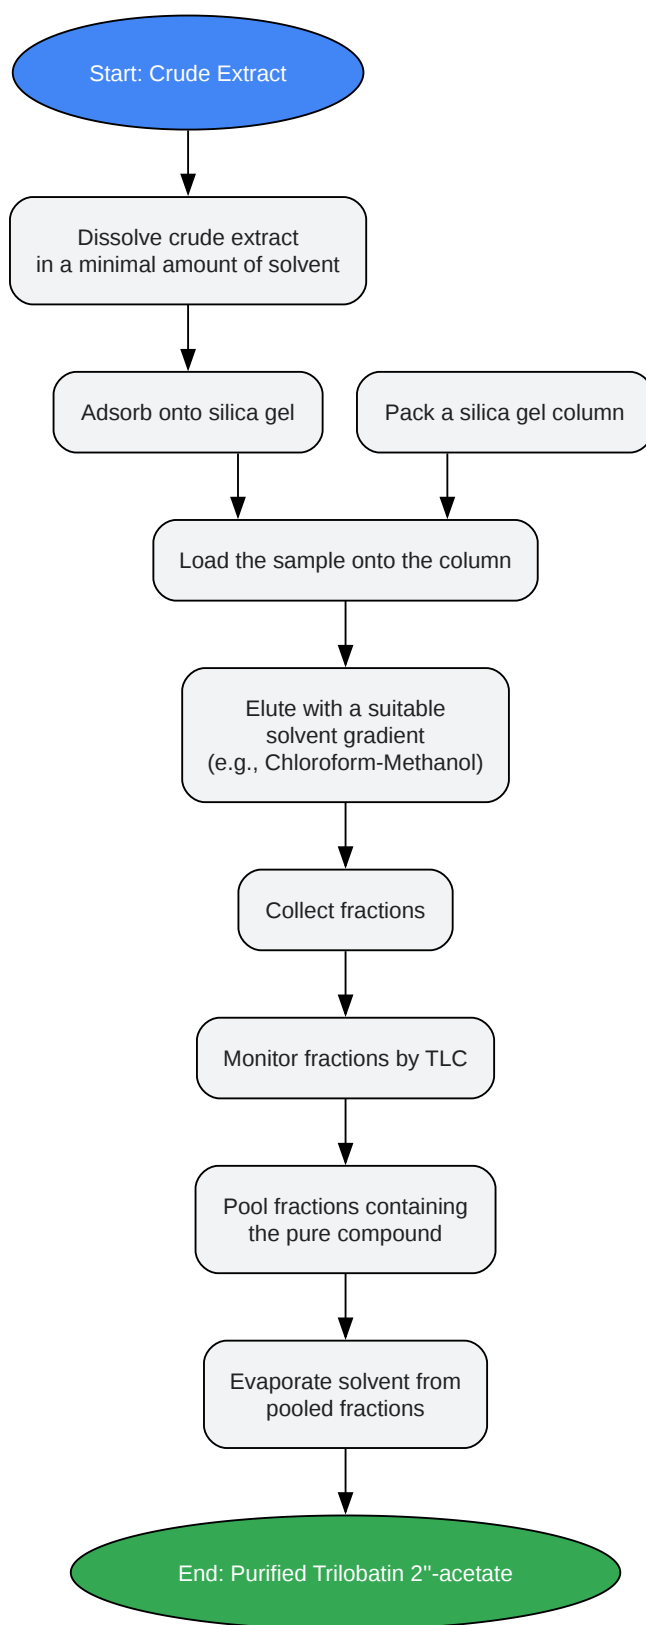 Start: Crude Extract
Dissolve crude extract
in a minimal amount of solvent
Adsorb onto silica gel
Pack a silica gel column
Load the sample onto the column
Elute with a suitable
solvent gradient
(e.g., Chloroform-Methanol)
Collect fractions
Monitor fractions by TLC
Pool fractions containing
the pure compound
Evaporate solvent from
pooled fractions
End: Purified Trilobatin 2"-acetate